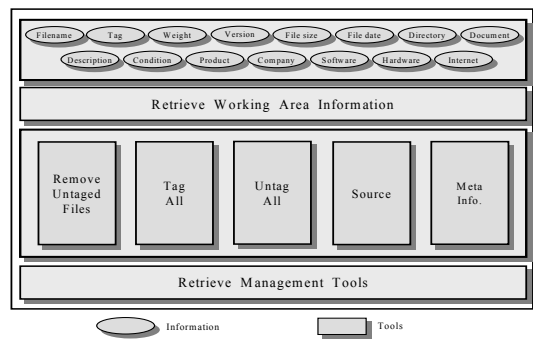 Filename Tag Weight Version File size File date Directory Document
Description Condition Product Company Software Hardware Internet
Retrieve Working Area Information
Remove
Untaged
Files
Tag
All
Untag
All
Source
Meta
Info.
Retrieve Management Tools
Information
Tools